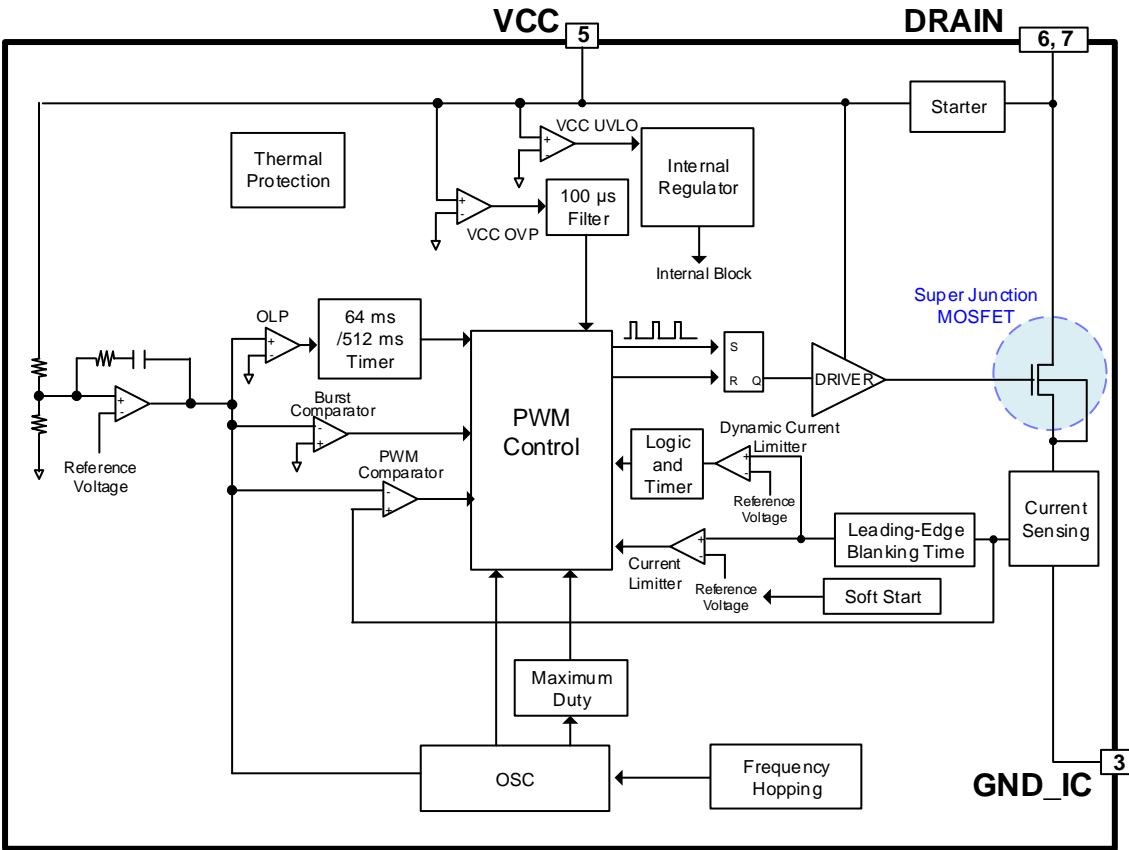 VCC
5
DRAIN
6, 7
Starter
VCC UVLO
+
-
Internal
Regulator
Thermal
Protection
100 µs
Filter
+
-
VCC OVP
Internal Block
Super Junction
MOSFET
OLP
+
-
64 ms
/512 ms
Timer
S
R Q
DRIVER
PWM
Control
+
-
Reference
Voltage
Burst
Comparator
-
+
PWM
Comparator
-
+
Dynamic Current
Limitter
Logic
and
Timer
+
-
Reference
Voltage
Leading-Edge
Blanking Time
Current
Sensing
+
-
Current
Limitter
Reference
Voltage
Soft Start
Maximum
Duty
OSC
Frequency
Hopping
3
GND_IC